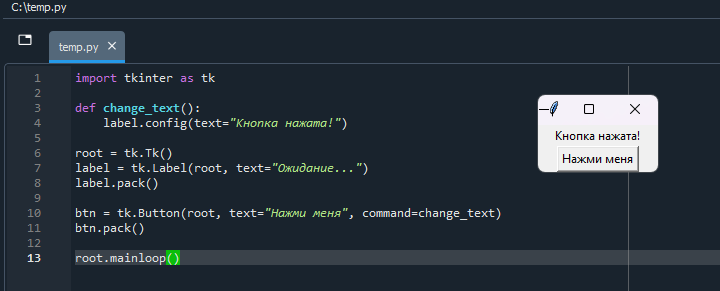 C:\temp.py
temp.py
1 import tkinter as tk
2
3 def change_text():
4     label.config(text="Кнопка нажата!")
5
6 root = tk.Tk()
7 label = tk.Label(root, text="Ожидание...")
8 label.pack()
9
10 btn = tk.Button(root, text="Нажми меня", command=change_text)
11 btn.pack()
12
13 root.mainloop()
Кнопка нажата!
Нажми меня